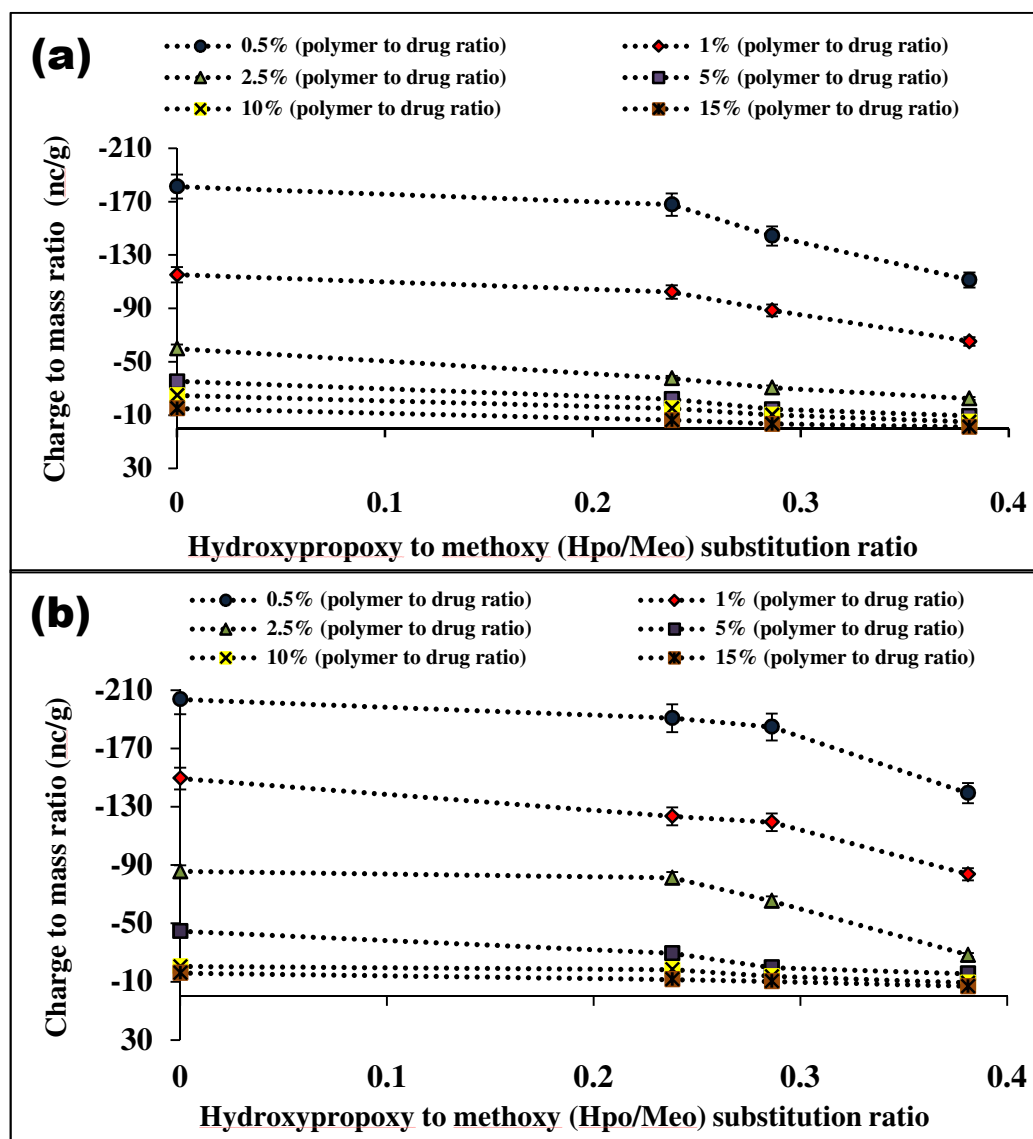 (a)
0.5% (polymer to drug ratio)
1% (polymer to drug ratio)
2.5% (polymer to drug ratio)
5% (polymer to drug ratio)
10% (polymer to drug ratio)
15% (polymer to drug ratio)
Charge to mass ratio (nc/g)
-210
-170
-130
-90
-50
-10
30
0 0.1 0.2 0.3 0.4
Hydroxypropoxy to methoxy (Hpo/Meo) substitution ratio
(b)
0.5% (polymer to drug ratio)
1% (polymer to drug ratio)
2.5% (polymer to drug ratio)
5% (polymer to drug ratio)
10% (polymer to drug ratio)
15% (polymer to drug ratio)
Charge to mass ratio (nc/g)
-210
-170
-130
-90
-50
-10
30
0 0.1 0.2 0.3 0.4
Hydroxypropoxy to methoxy (Hpo/Meo) substitution ratio